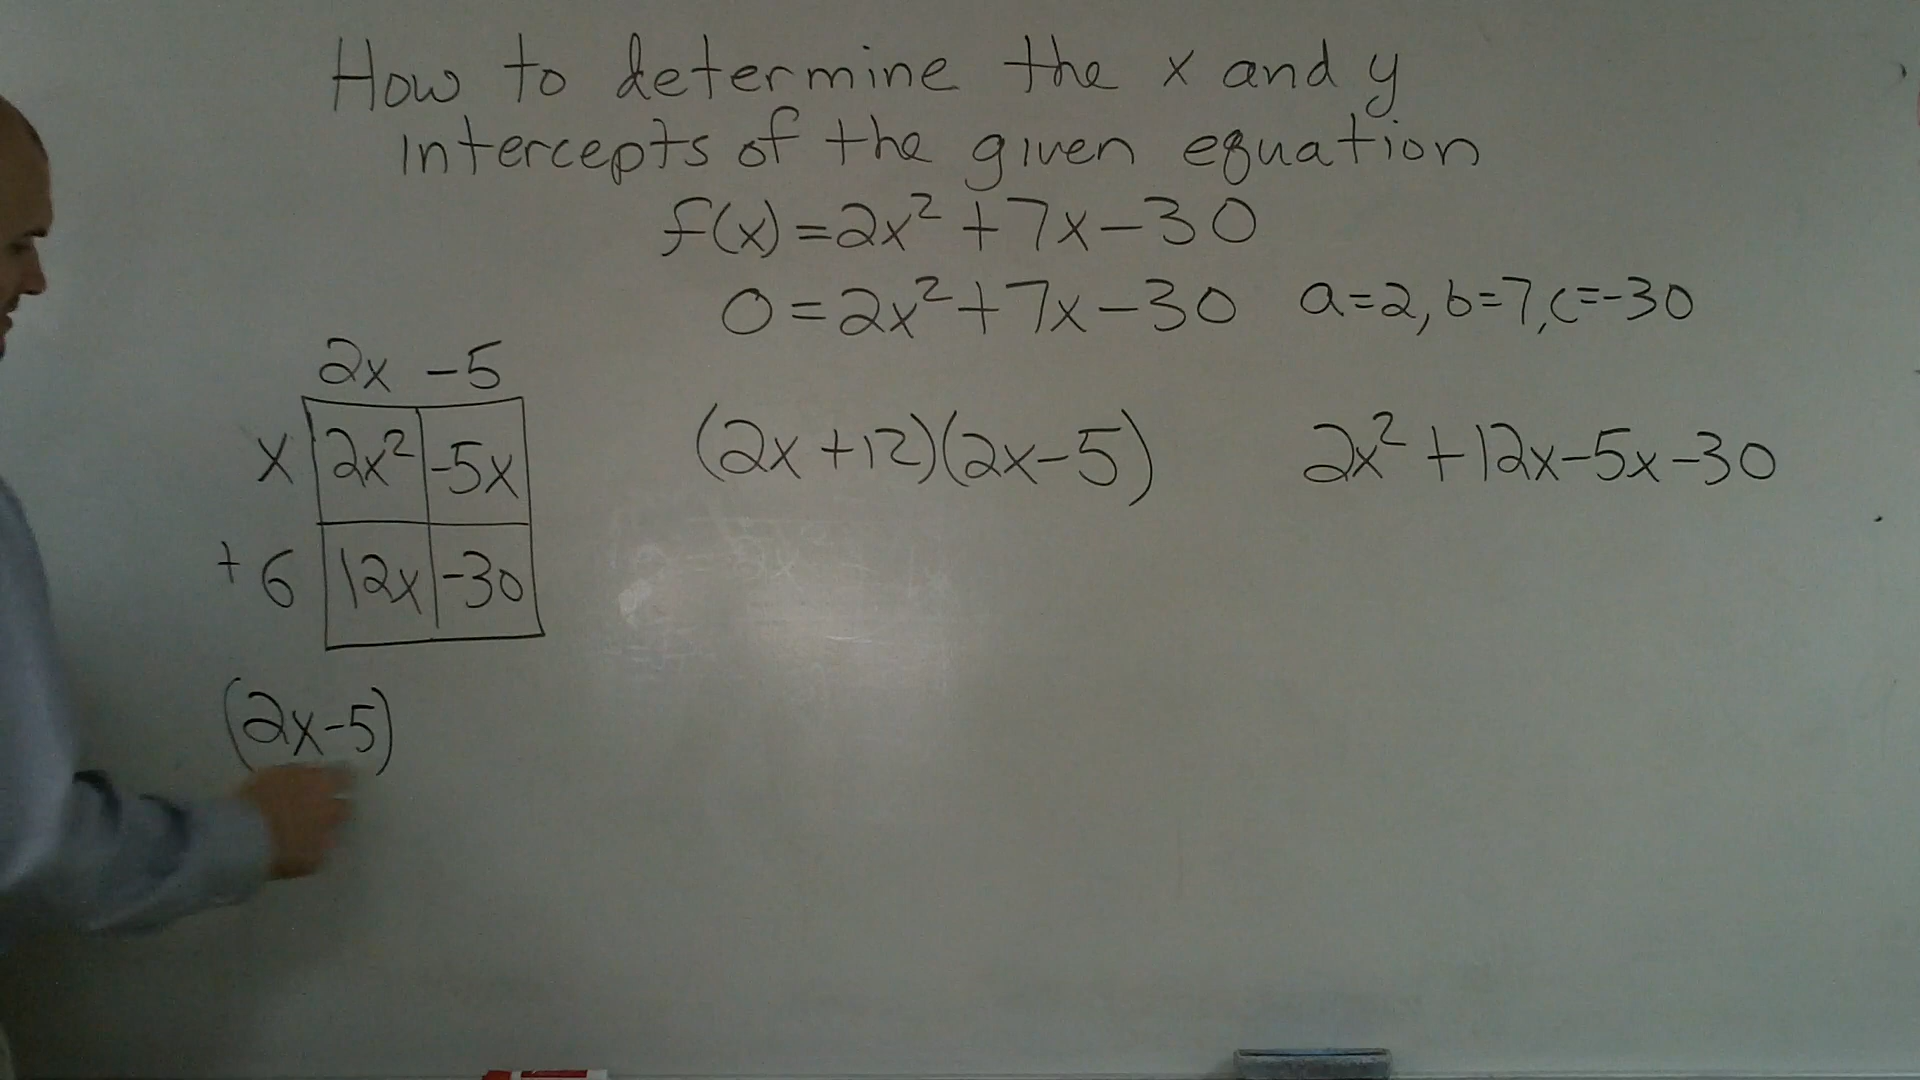 How to determine the x and y
intercepts of the given equation
f(x)=2x²+7x-30
0=2x²+7x-30 a=2, b=7, c=-30
2x -5
x 2x² -5x
+6 12x -30
(2x-5)
(2x+12)(2x-5)
2x²+12x-5x-30